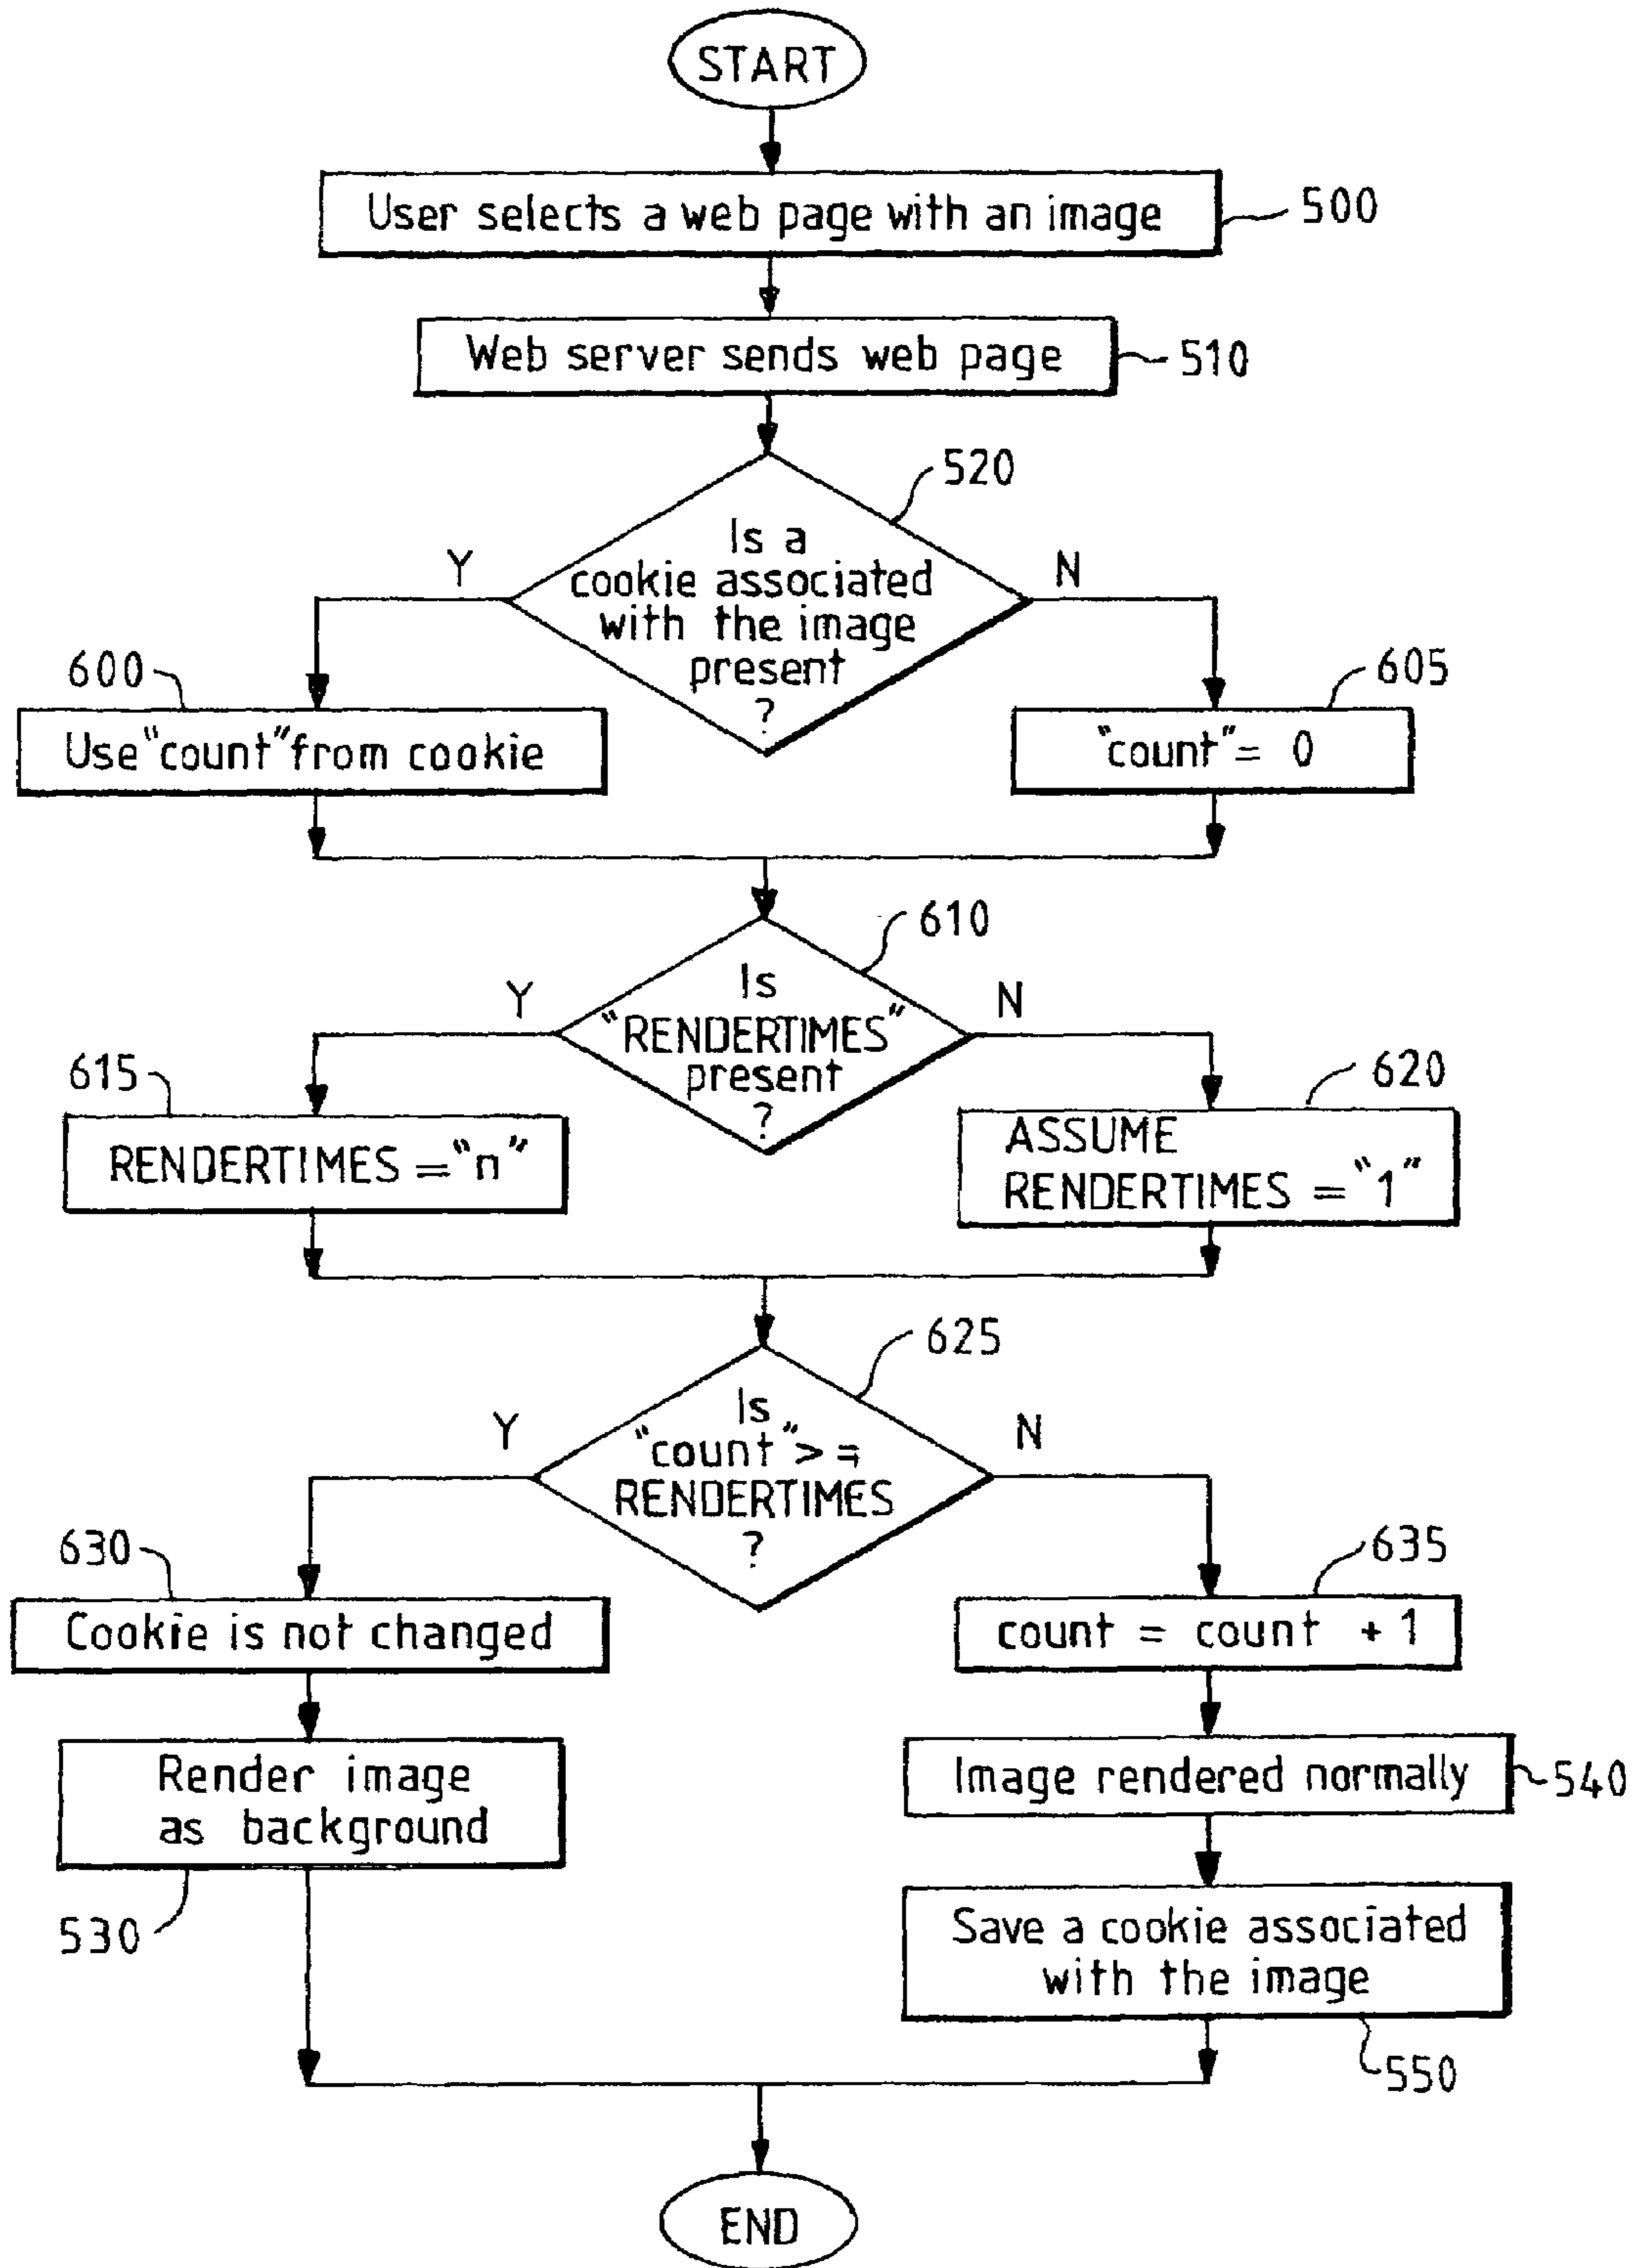 START
User selects a web page with an image
500
Web server sends web page
510
520
Is a
cookie associated
with the image
present
?
Y
N
600
Use "count" from cookie
605
"count" = 0
610
Is
"RENDERTIMES"
present
?
Y
N
615
RENDERTIMES = "n"
620
ASSUME
RENDERTIMES = "1"
625
Is
"count" > =
RENDERTIMES
?
Y
N
630
Cookie is not changed
635
count = count + 1
Render image
as background
530
Image rendered normally
540
Save a cookie associated
with the image
550
END